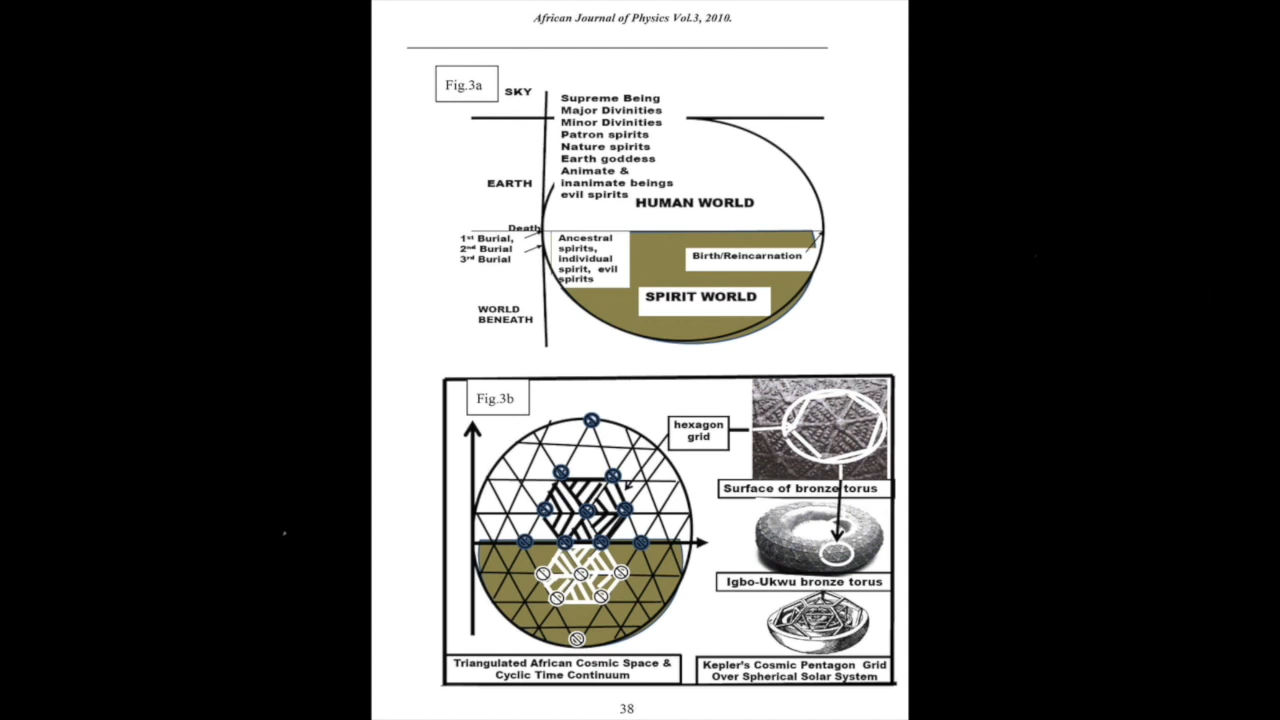 African Journal of Physics Vol.3, 2010.
Fig.3a
SKY
Supreme Being
Major Divinities
Minor Divinities
Patron spirits
Nature spirits
Earth goddess
Animate &
inanimate beings
evil spirits
EARTH
HUMAN WORLD
Death
1st Burial,
2nd Burial
3rd Burial
Ancestral
spirits,
individual
spirit, evil
spirits
Birth/Reincarnation
SPIRIT WORLD
WORLD
BENEATH
Fig.3b
hexagon
grid
Surface of bronze torus
Igbo-Ukwu bronze torus
Triangulated African Cosmic Space &
Cyclic Time Continuum
Kepler's Cosmic Pentagon Grid
Over Spherical Solar System
38